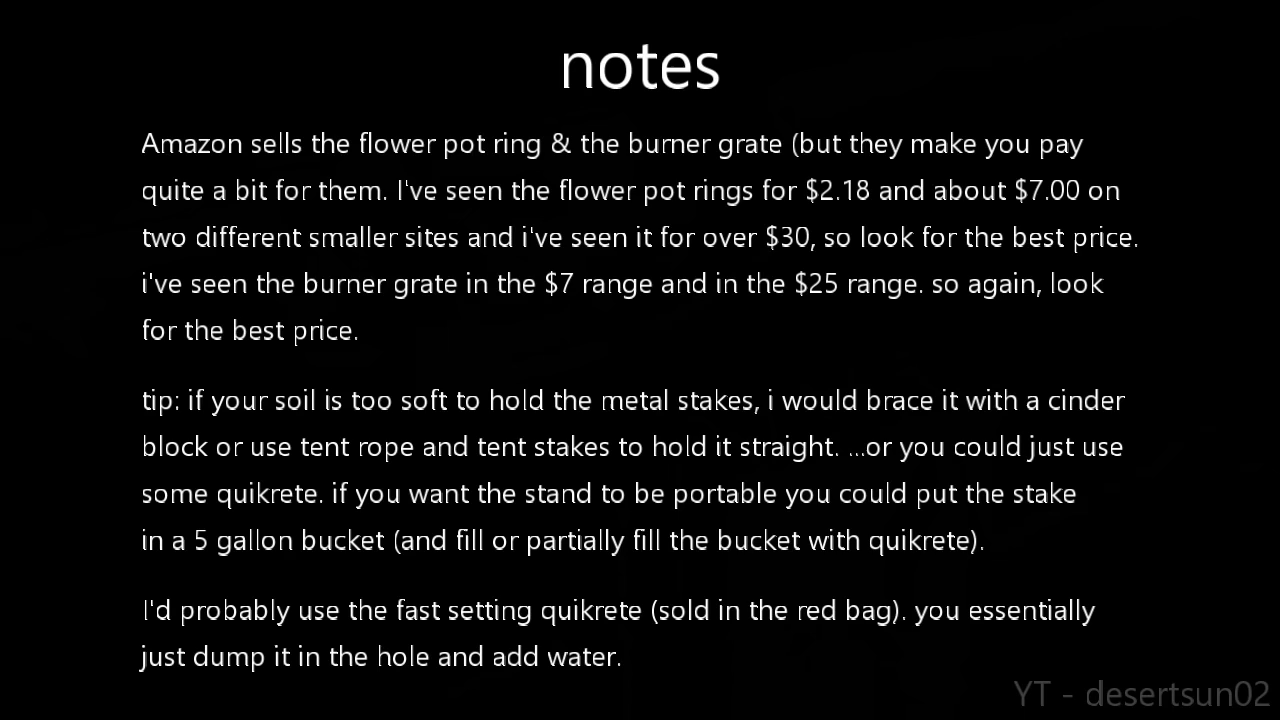 notes
Amazon sells the flower pot ring & the burner grate (but they make you pay
quite a bit for them. I've seen the flower pot rings for $2.18 and about $7.00 on
two different smaller sites and i've seen it for over $30, so look for the best price.
i've seen the burner grate in the $7 range and in the $25 range. so again, look
for the best price.
tip: if your soil is too soft to hold the metal stakes, i would brace it with a cinder
block or use tent rope and tent stakes to hold it straight. ...or you could just use
some quikrete. if you want the stand to be portable you could put the stake
in a 5 gallon bucket (and fill or partially fill the bucket with quikrete).
I'd probably use the fast setting quikrete (sold in the red bag). you essentially
just dump it in the hole and add water.
YT - desertsun02